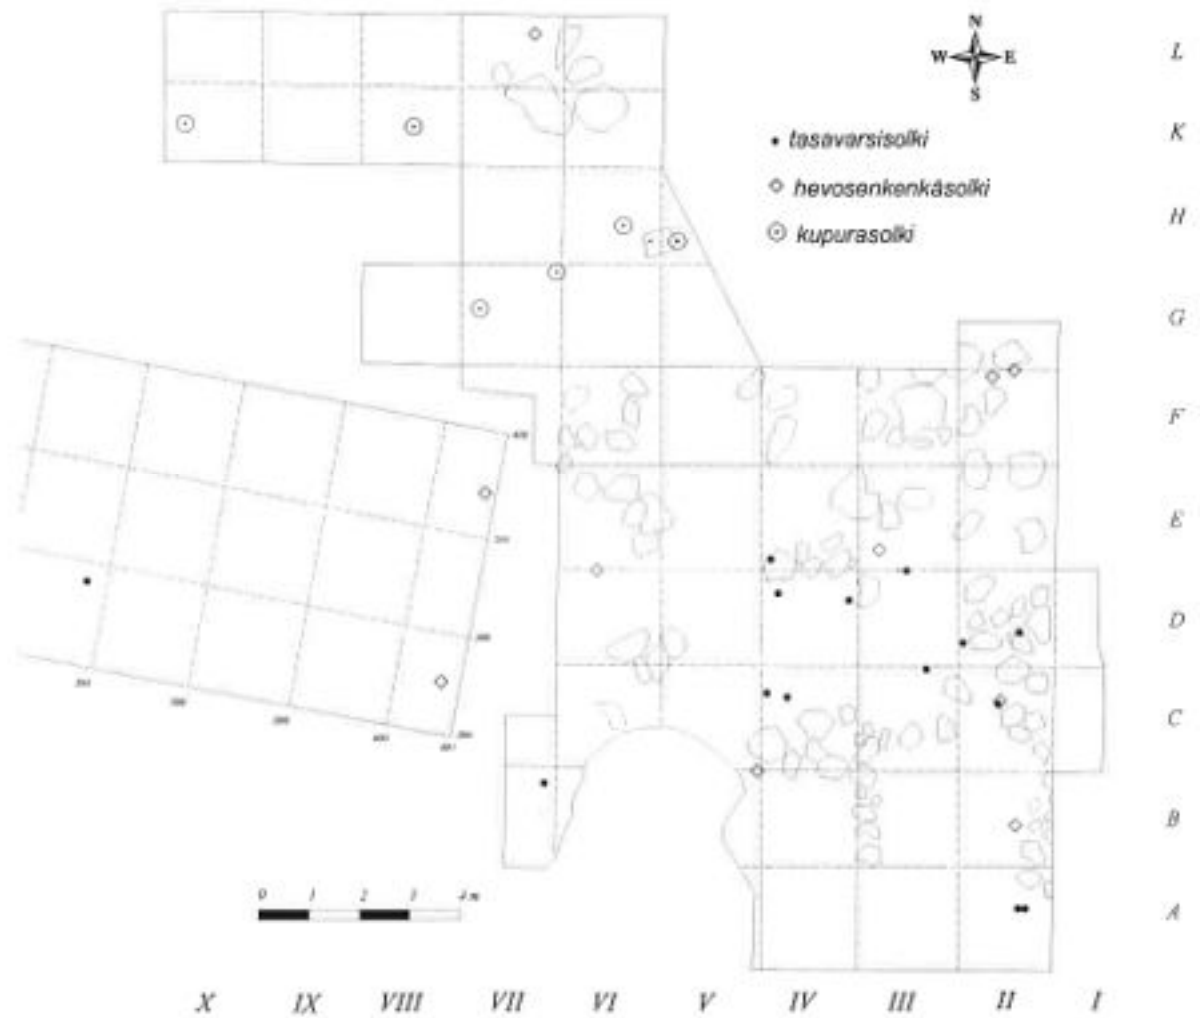 N
W E
S
L
tasavarsisolki
K
hevosenkenkäsolki
H
kupurasolki
G
F
E
D
C
B
0 1 2 3 4 m
A
X IX VIII VII VI V IV III II I